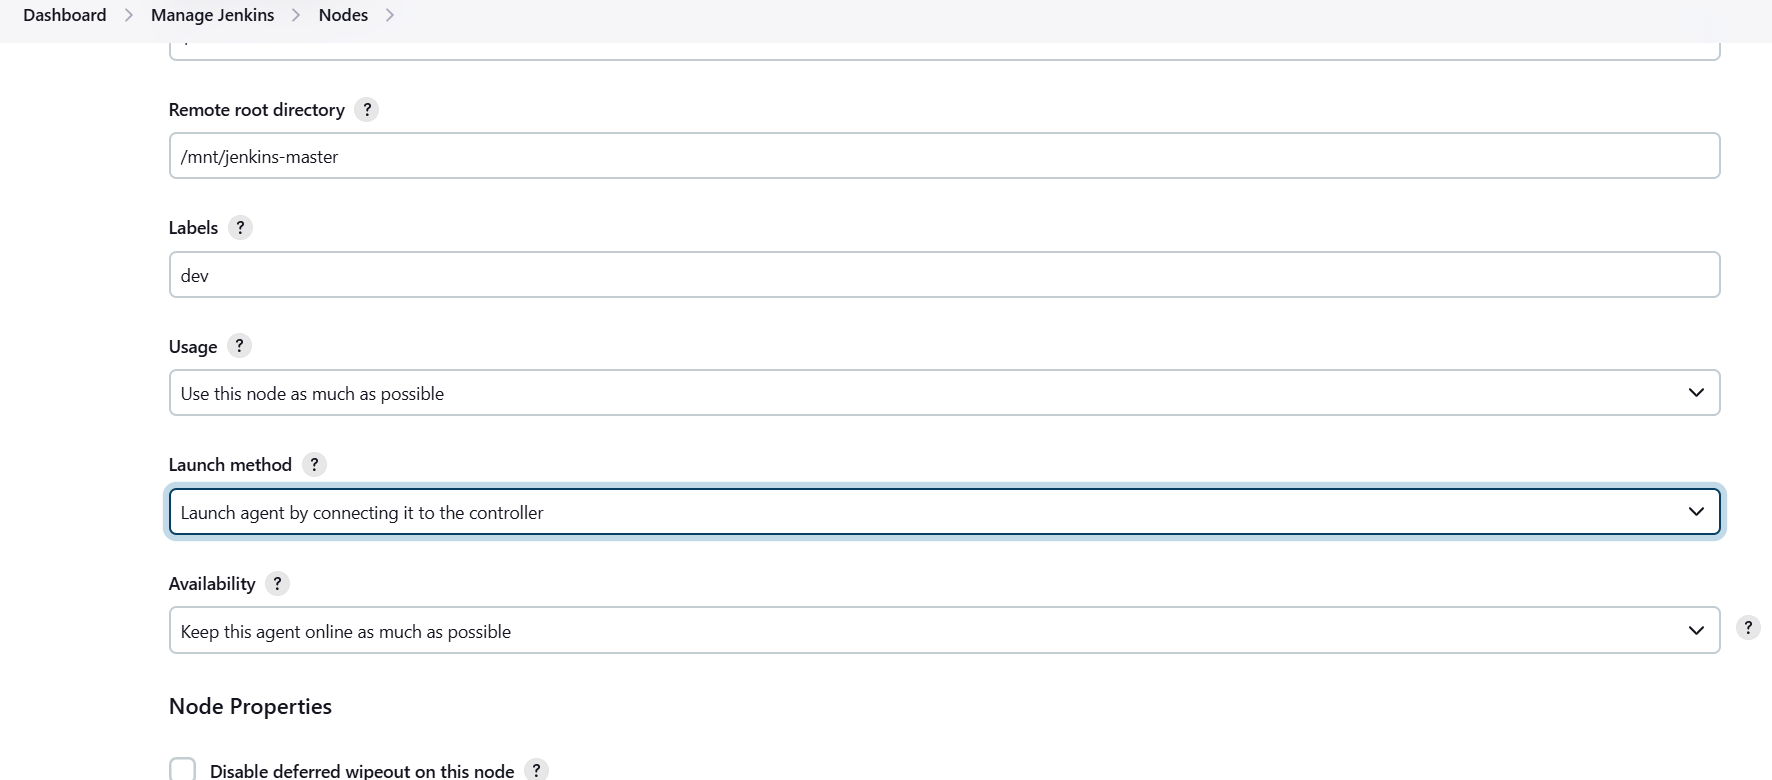 Dashboard > Manage Jenkins > Nodes >
Remote root directory ?
/mnt/jenkins-master
Labels ?
dev
Usage ?
Use this node as much as possible
Launch method ?
Launch agent by connecting it to the controller
Availability ?
Keep this agent online as much as possible
?
Node Properties
Disable deferred wipeout on this node ?